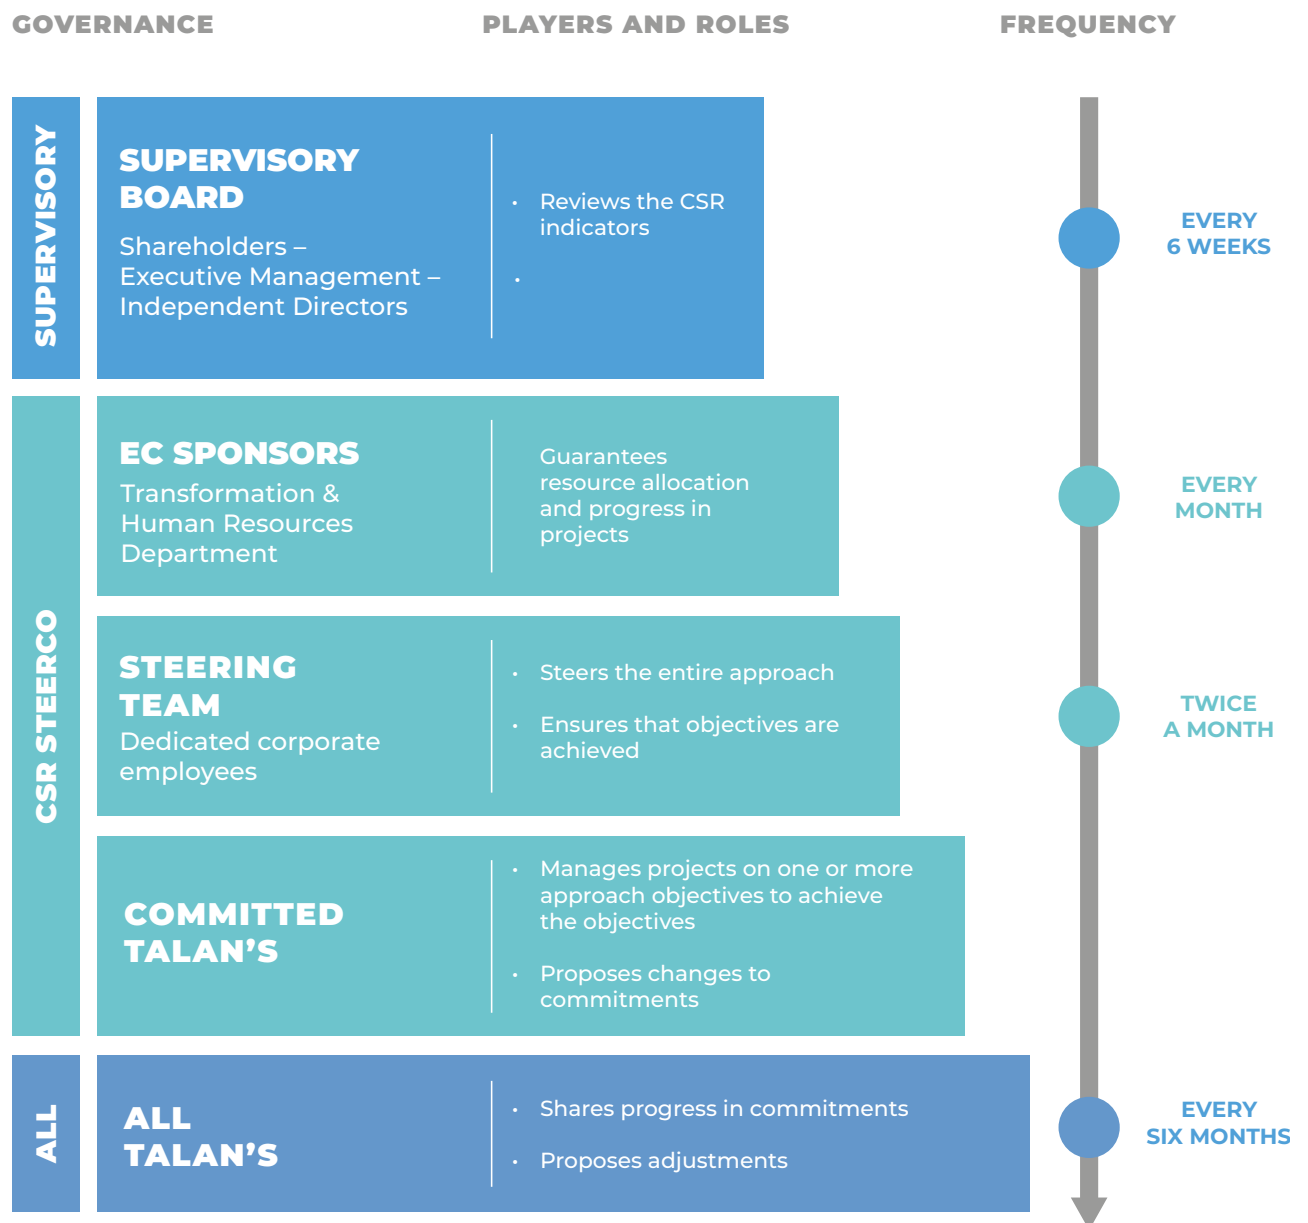 GOVERNANCE
PLAYERS AND ROLES
FREQUENCY
SUPERVISORY
SUPERVISORY
BOARD
Shareholders –
Executive Management –
Independent Directors
• Reviews the CSR
indicators
•
EVERY
6 WEEKS
CSR STEERCO
EC SPONSORS
Transformation &
Human Resources
Department
Guarantees
resource allocation
and progress in
projects
EVERY
MONTH
STEERING
TEAM
Dedicated corporate
employees
• Steers the entire approach
• Ensures that objectives are
achieved
TWICE
A MONTH
COMMITTED
TALAN’S
• Manages projects on one or more
approach objectives to achieve
the objectives
• Proposes changes to
commitments
ALL
ALL
TALAN’S
• Shares progress in commitments
• Proposes adjustments
EVERY
SIX MONTHS